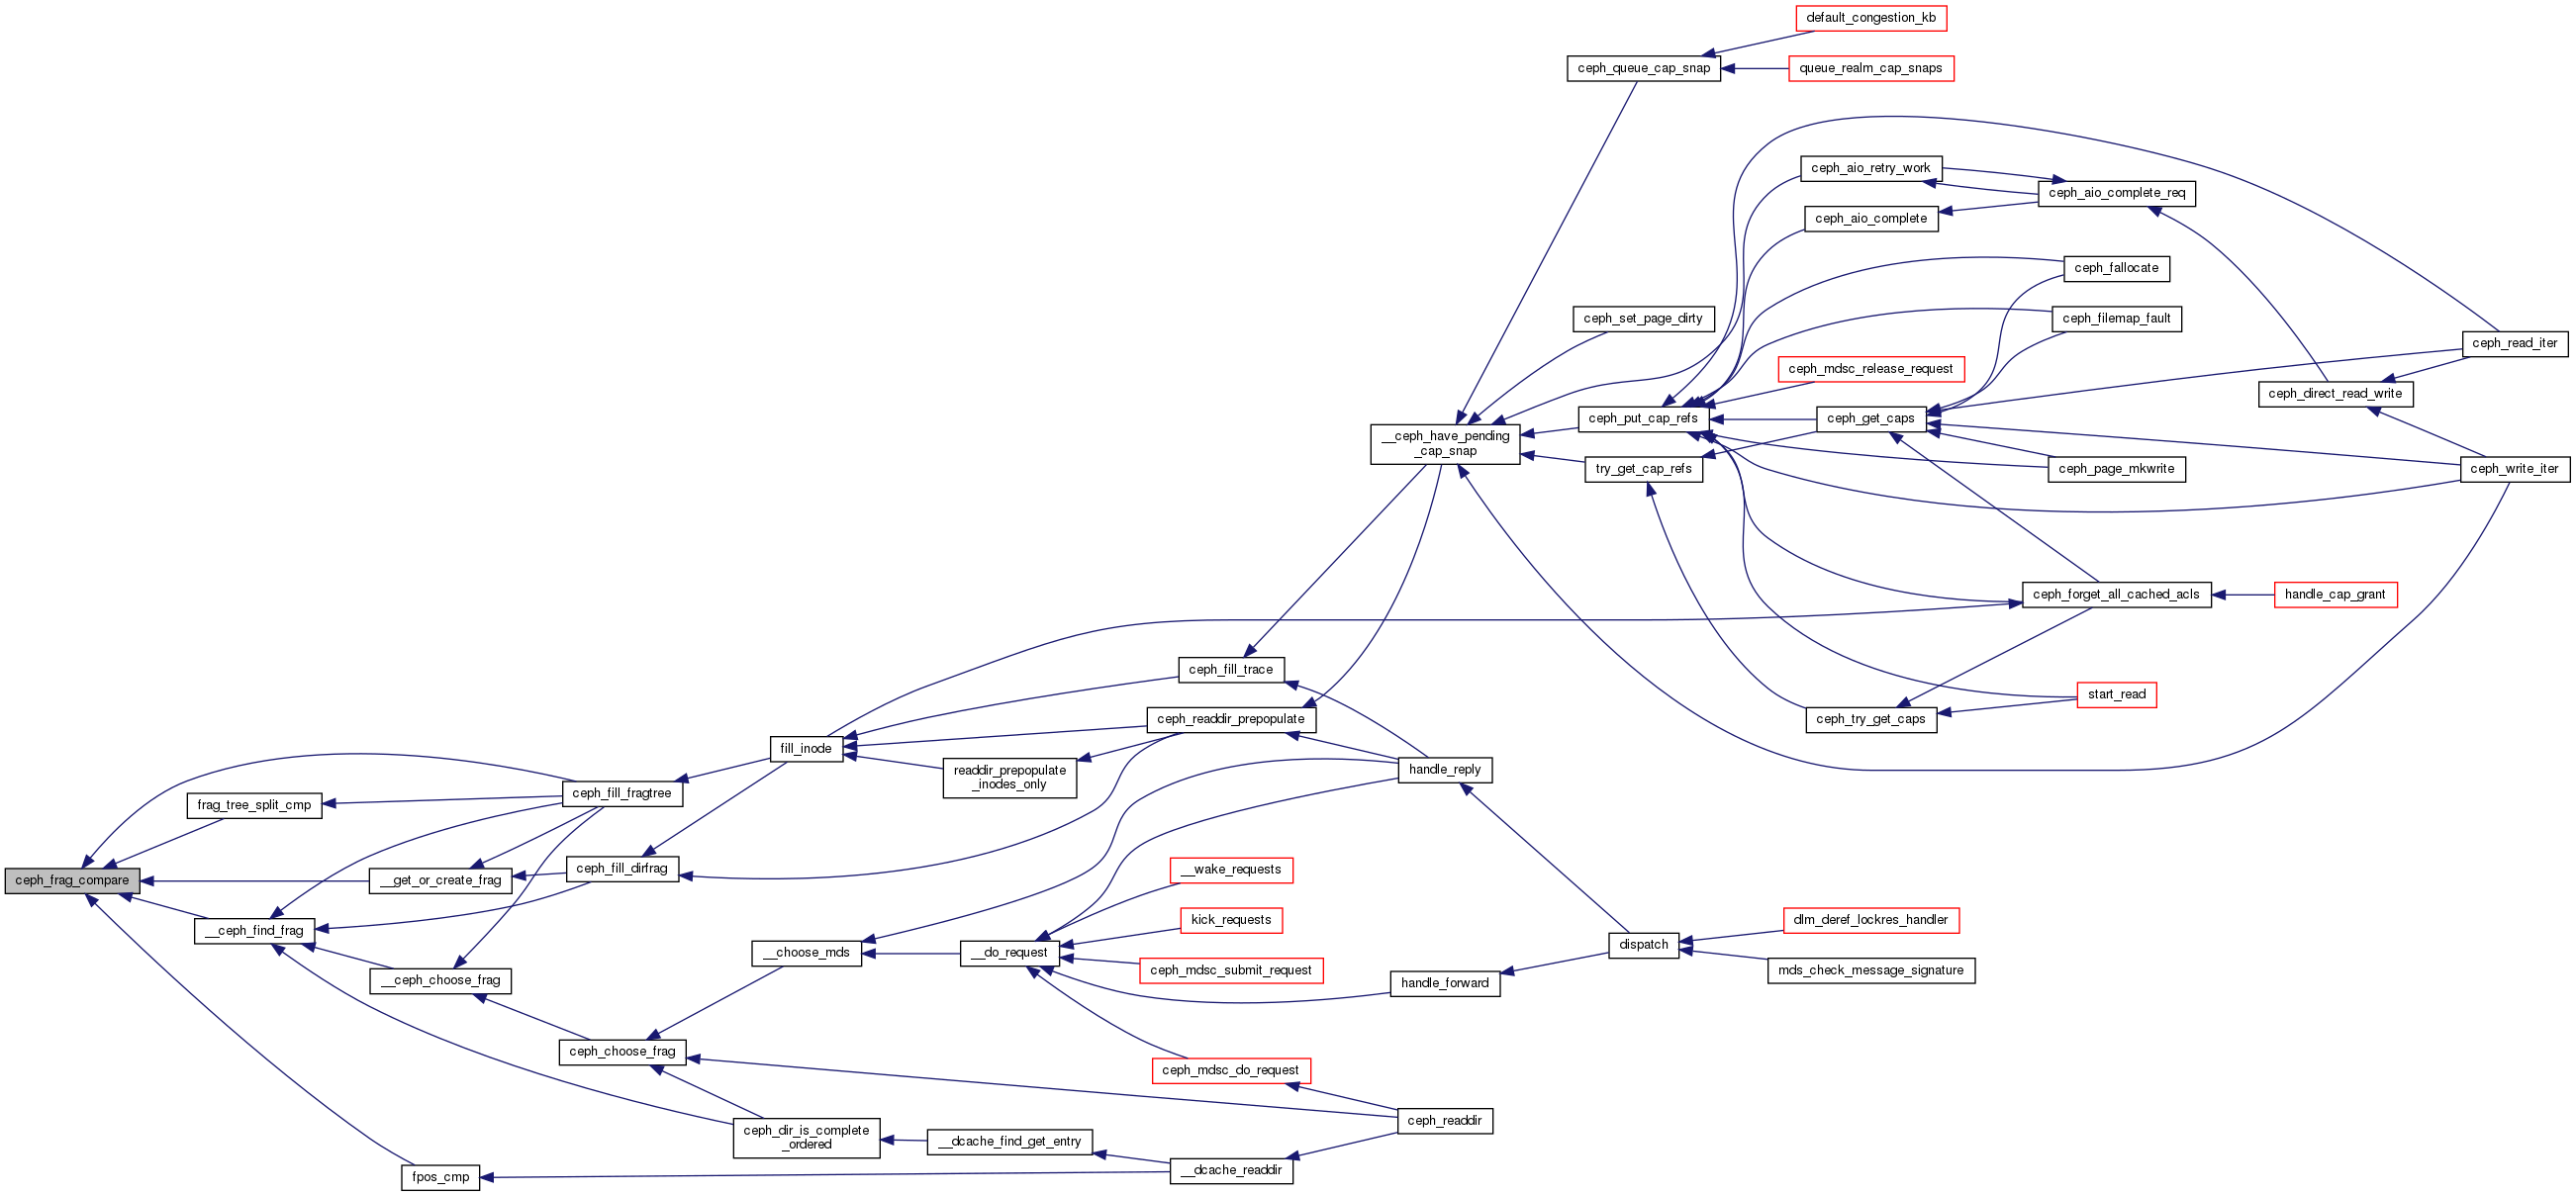 default_congestion_kb
ceph_queue_cap_snap
queue_realm_cap_snaps
ceph_aio_retry_work
ceph_aio_complete_req
ceph_aio_complete
ceph_fallocate
ceph_set_page_dirty
ceph_filemap_fault
ceph_read_iter
ceph_mdsc_release_request
ceph_direct_read_write
ceph_put_cap_refs
ceph_get_caps
__ceph_have_pending
_cap_snap
try_get_cap_refs
ceph_page_mkwrite
ceph_write_iter
ceph_forget_all_cached_acls
handle_cap_grant
ceph_fill_trace
start_read
ceph_readdir_prepopulate
ceph_try_get_caps
fill_inode
readdir_prepopulate
_inodes_only
handle_reply
ceph_fill_fragtree
frag_tree_split_cmp
ceph_frag_compare
__get_or_create_frag
ceph_fill_dirfrag
__wake_requests
kick_requests
dlm_deref_lockres_handler
__ceph_find_frag
__choose_mds
__do_request
dispatch
ceph_mdsc_submit_request
mds_check_message_signature
__ceph_choose_frag
handle_forward
ceph_choose_frag
ceph_mdsc_do_request
ceph_readdir
ceph_dir_is_complete
_ordered
__dcache_find_get_entry
__dcache_readdir
fpos_cmp